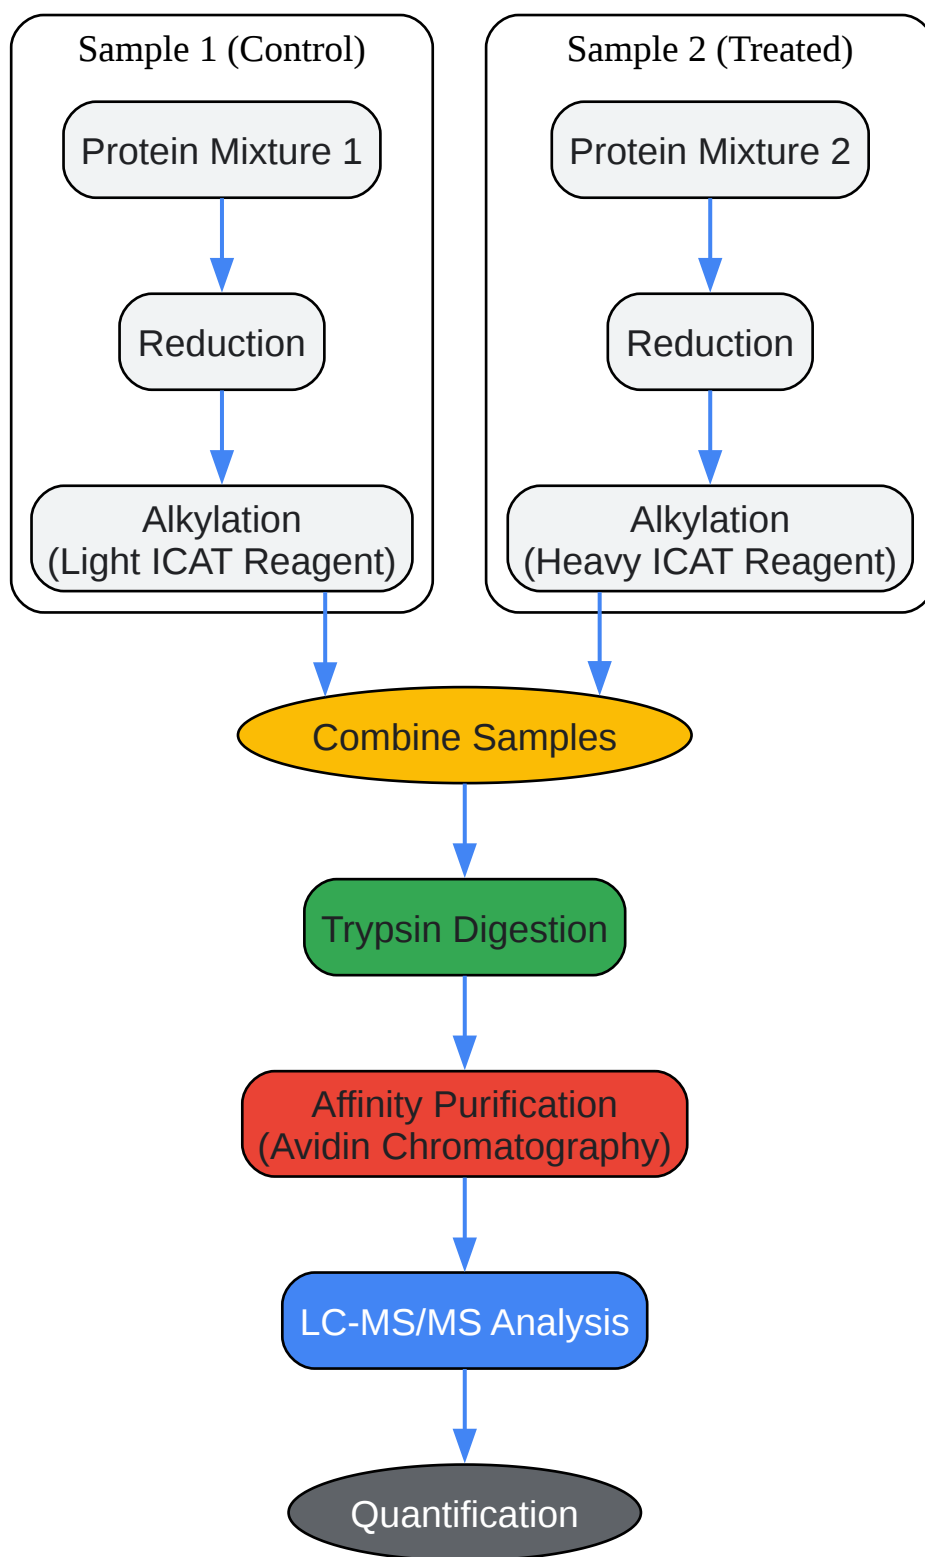 Sample 1 (Control)
Protein Mixture 1
Reduction
Alkylation
(Light ICAT Reagent)
Sample 2 (Treated)
Protein Mixture 2
Reduction
Alkylation
(Heavy ICAT Reagent)
Combine Samples
Trypsin Digestion
Affinity Purification
(Avidin Chromatography)
LC-MS/MS Analysis
Quantification